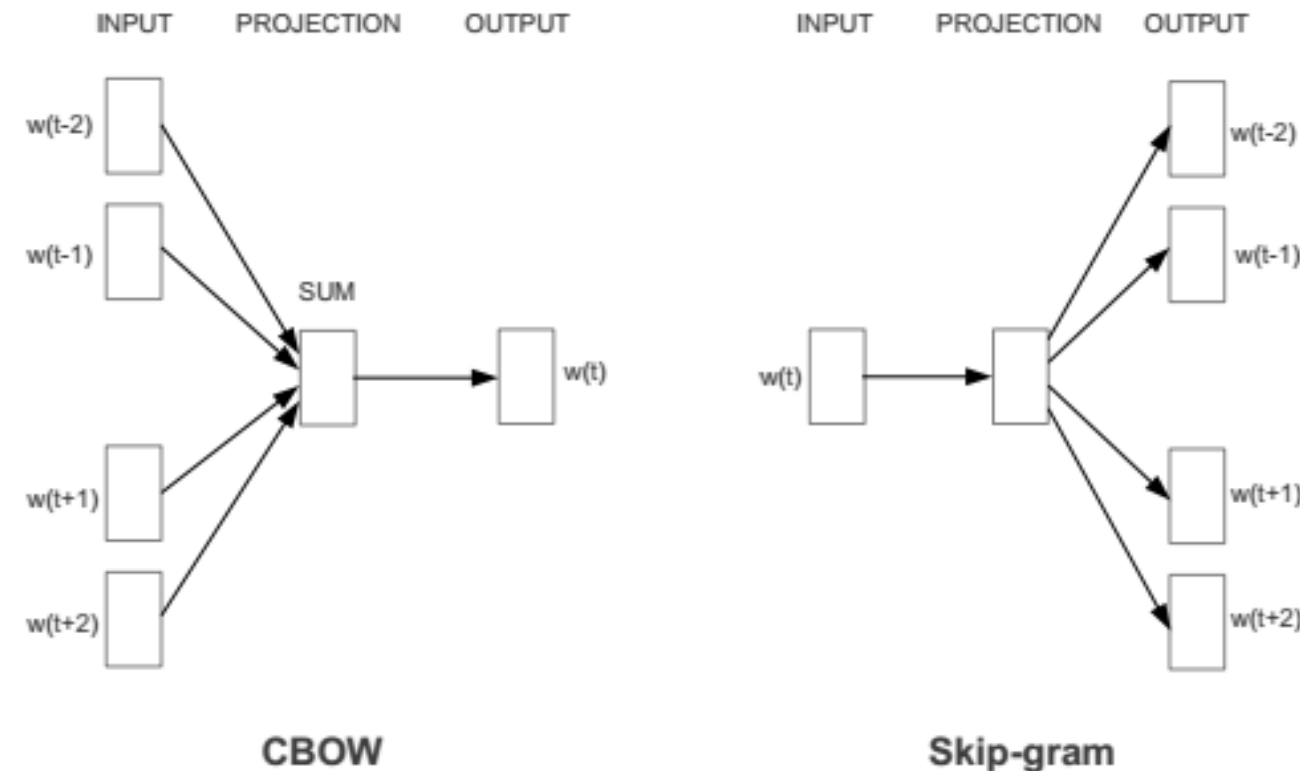 INPUT PROJECTION OUTPUT
w(t-2)
w(t-1)
SUM
w(t)
w(t+1)
w(t+2)
CBOW
INPUT PROJECTION OUTPUT
w(t-2)
w(t-1)
w(t)
w(t+1)
w(t+2)
Skip-gram